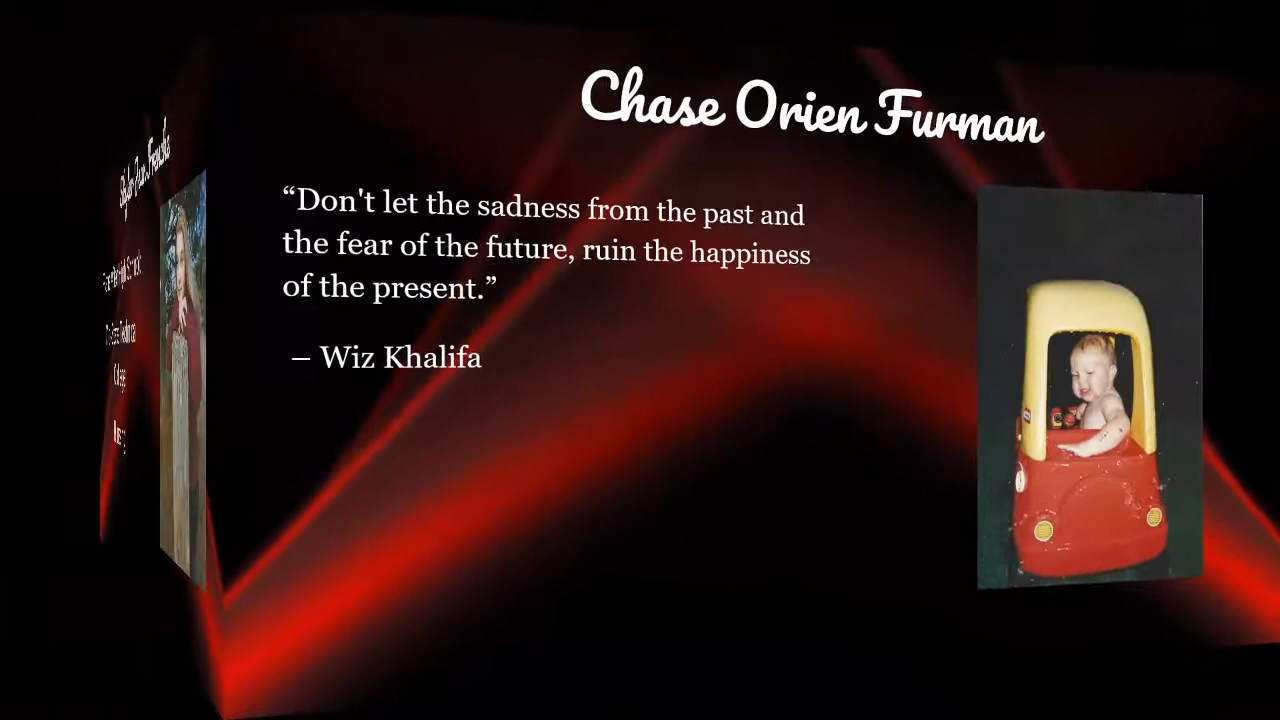 Chase Orien Furman
“Don't let the sadness from the past and
the fear of the future, ruin the happiness
of the present.”
– Wiz Khalifa